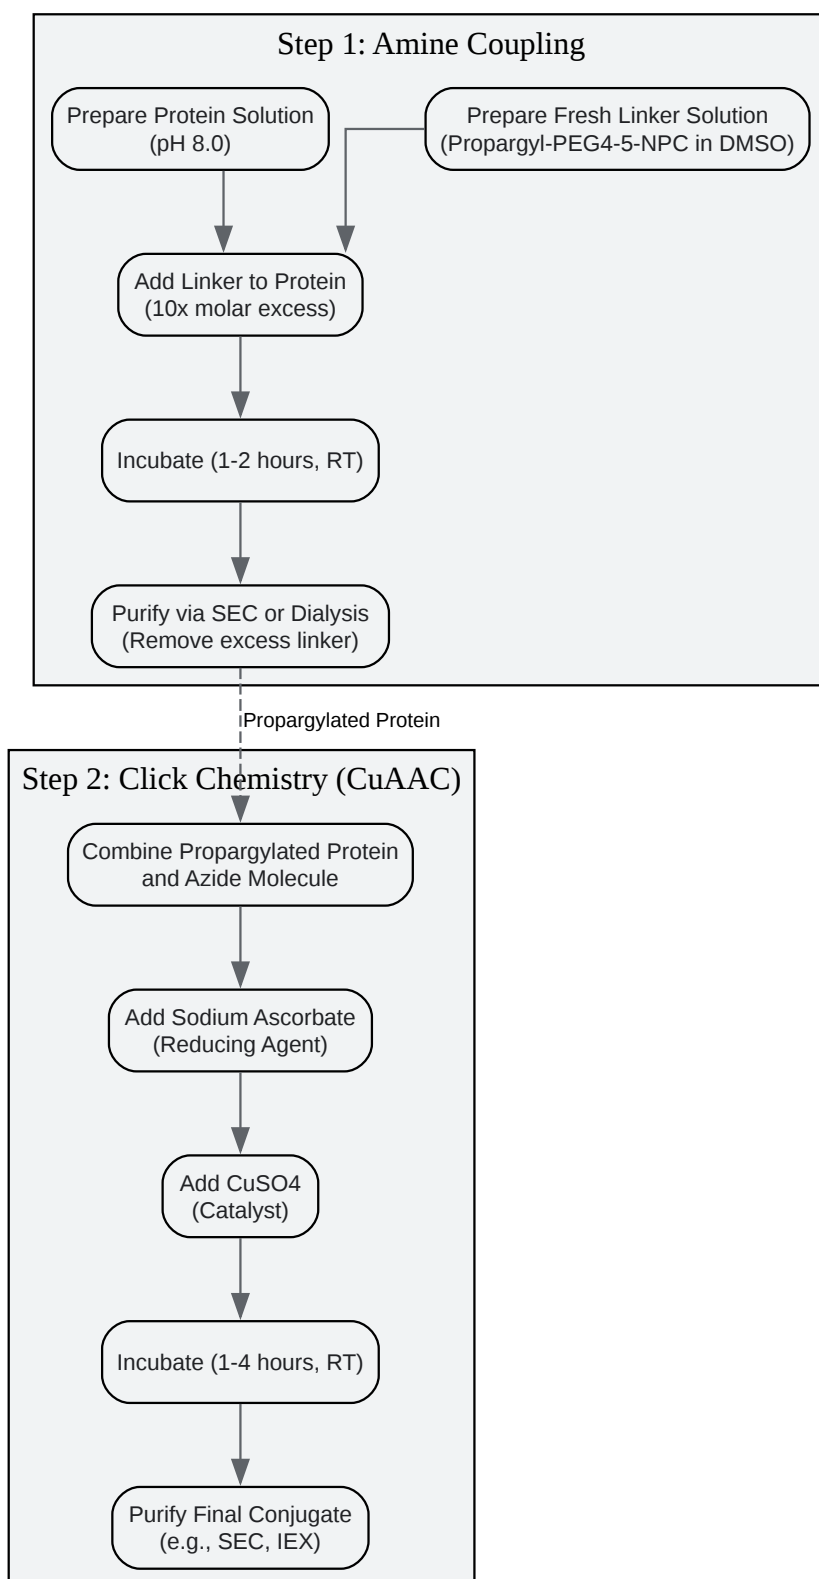 Step 1: Amine Coupling
Prepare Protein Solution
(pH 8.0)
Prepare Fresh Linker Solution
(Propargyl-PEG4-5-NPC in DMSO)
Add Linker to Protein
(10x molar excess)
Incubate (1-2 hours, RT)
Purify via SEC or Dialysis
(Remove excess linker)
Propargylated Protein
Step 2: Click Chemistry (CuAAC)
Combine Propargylated Protein
and Azide Molecule
Add Sodium Ascorbate
(Reducing Agent)
Add CuSO4
(Catalyst)
Incubate (1-4 hours, RT)
Purify Final Conjugate
(e.g., SEC, IEX)